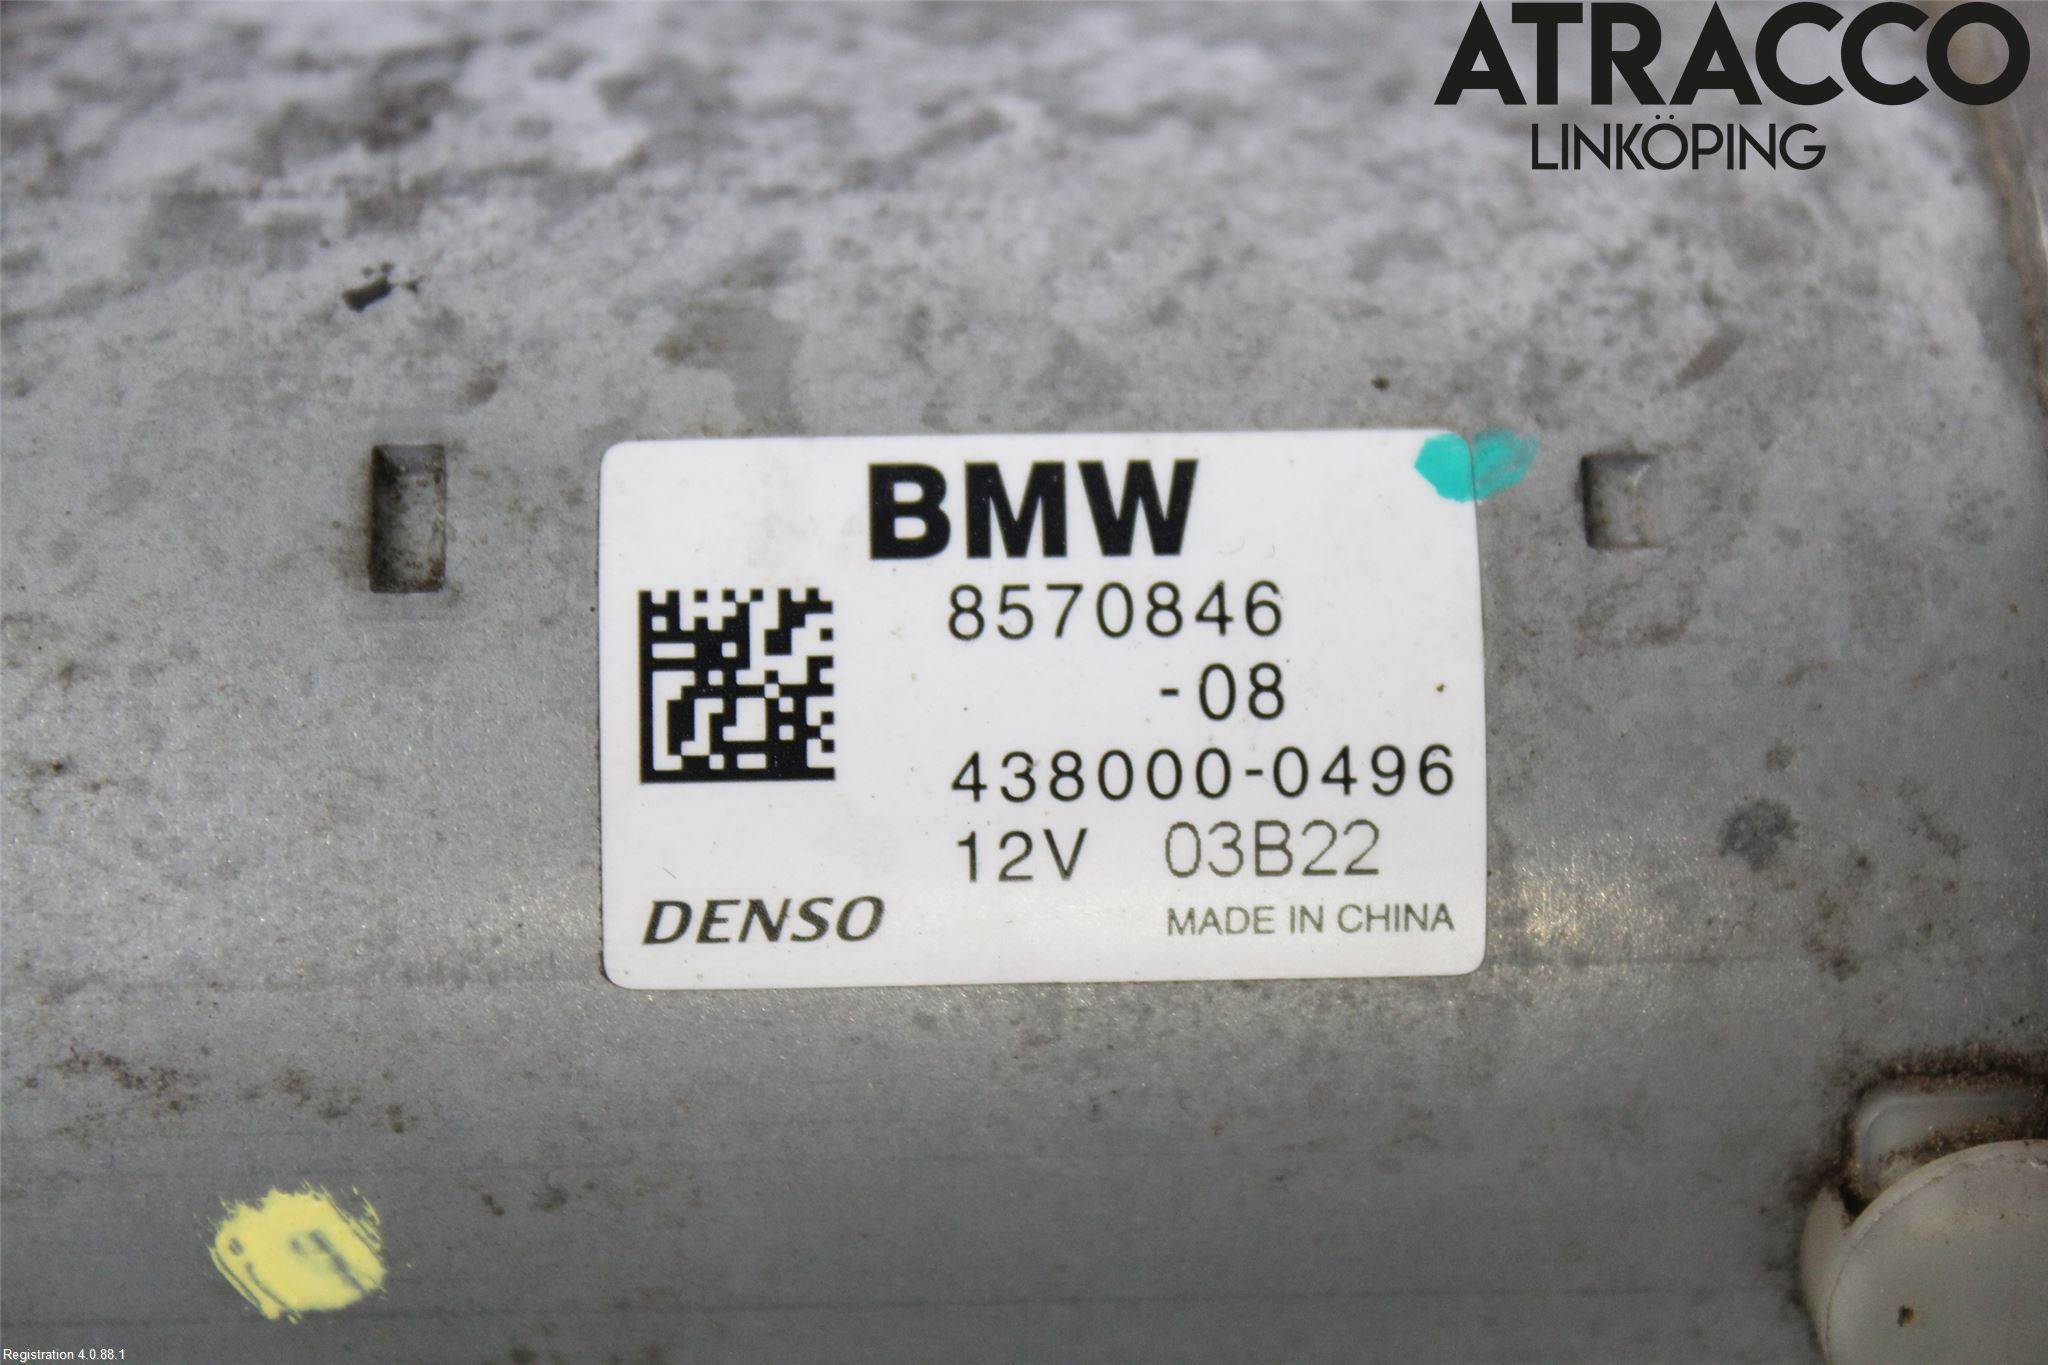 ATRACCO
LINKÖPING
BMW
8570846
-08
438000-0496
12V 03B22
DENSO MADE IN CHINA
Registration 4.0.88.1